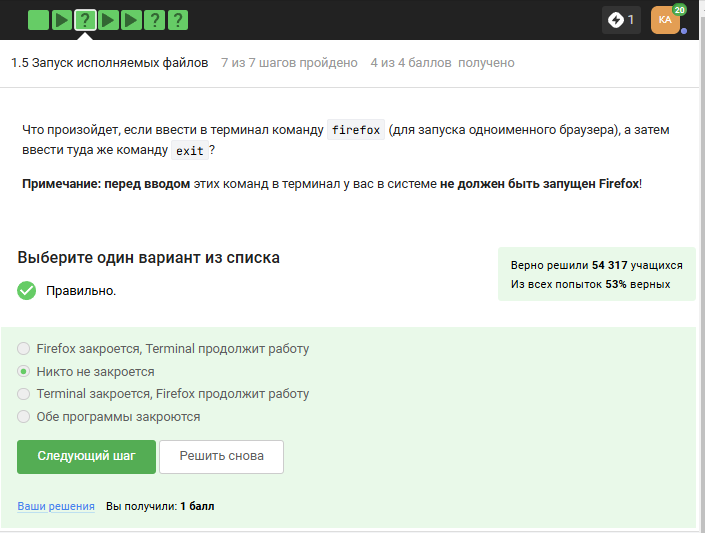 ? ? ? 1 KA 20
1.5 Запуск исполняемых файлов 7 из 7 шагов пройдено 4 из 4 баллов получено
Что произойдет, если ввести в терминал команду firefox (для запуска одноименного браузера), а затем
ввести туда же команду exit ?
Примечание: перед вводом этих команд в терминал у вас в системе не должен быть запущен Firefox!
Выберите один вариант из списка
Правильно.
Верно решили 54 317 учащихся
Из всех попыток 53% верных
Firefox закроется, Terminal продолжит работу
Никто не закроется
Terminal закроется, Firefox продолжит работу
Обе программы закроются
Следующий шаг Решить снова
Ваши решения Вы получили: 1 балл